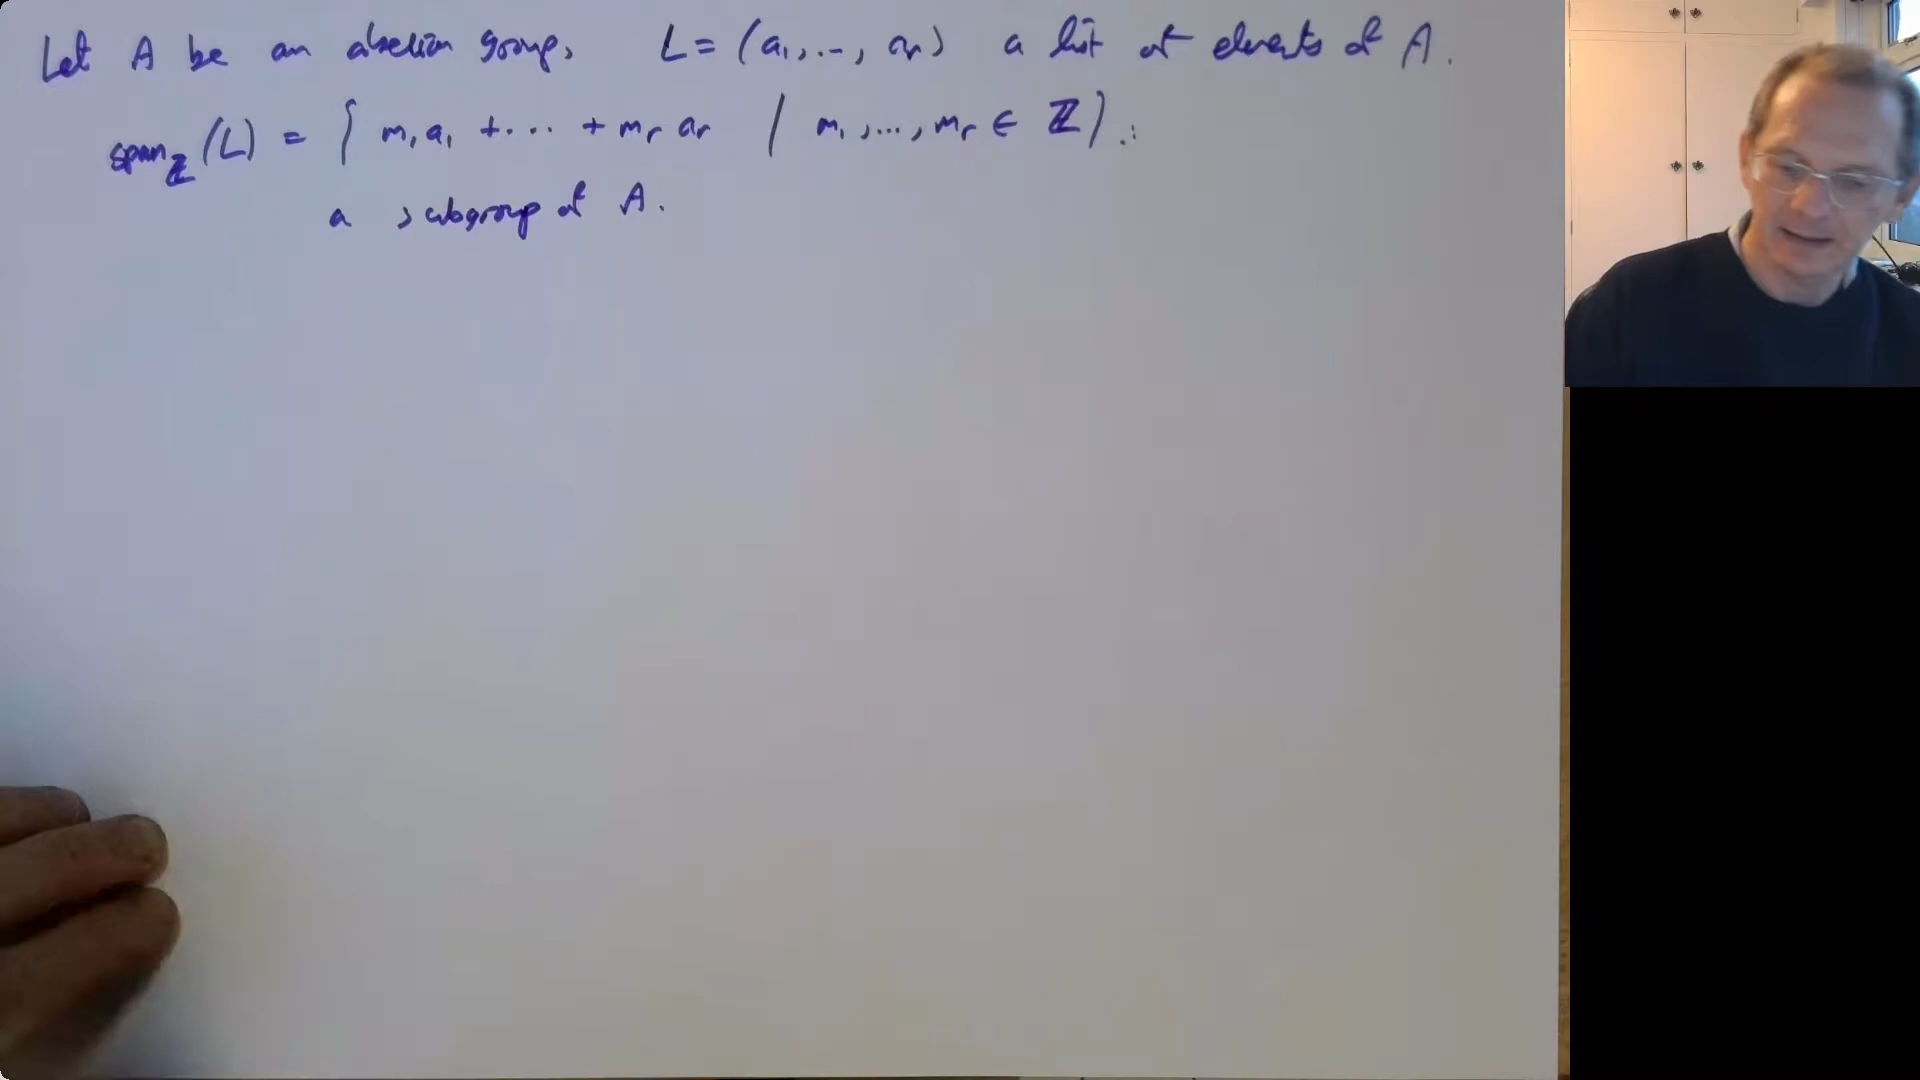 Let A be an abelian group, L = (a₁, ..., aᵣ) a list of elements of A.
span_ℤ (L) = { m₁a₁ + ... + mᵣaᵣ | m₁, ..., mᵣ ∈ ℤ } .:
a subgroup of A.